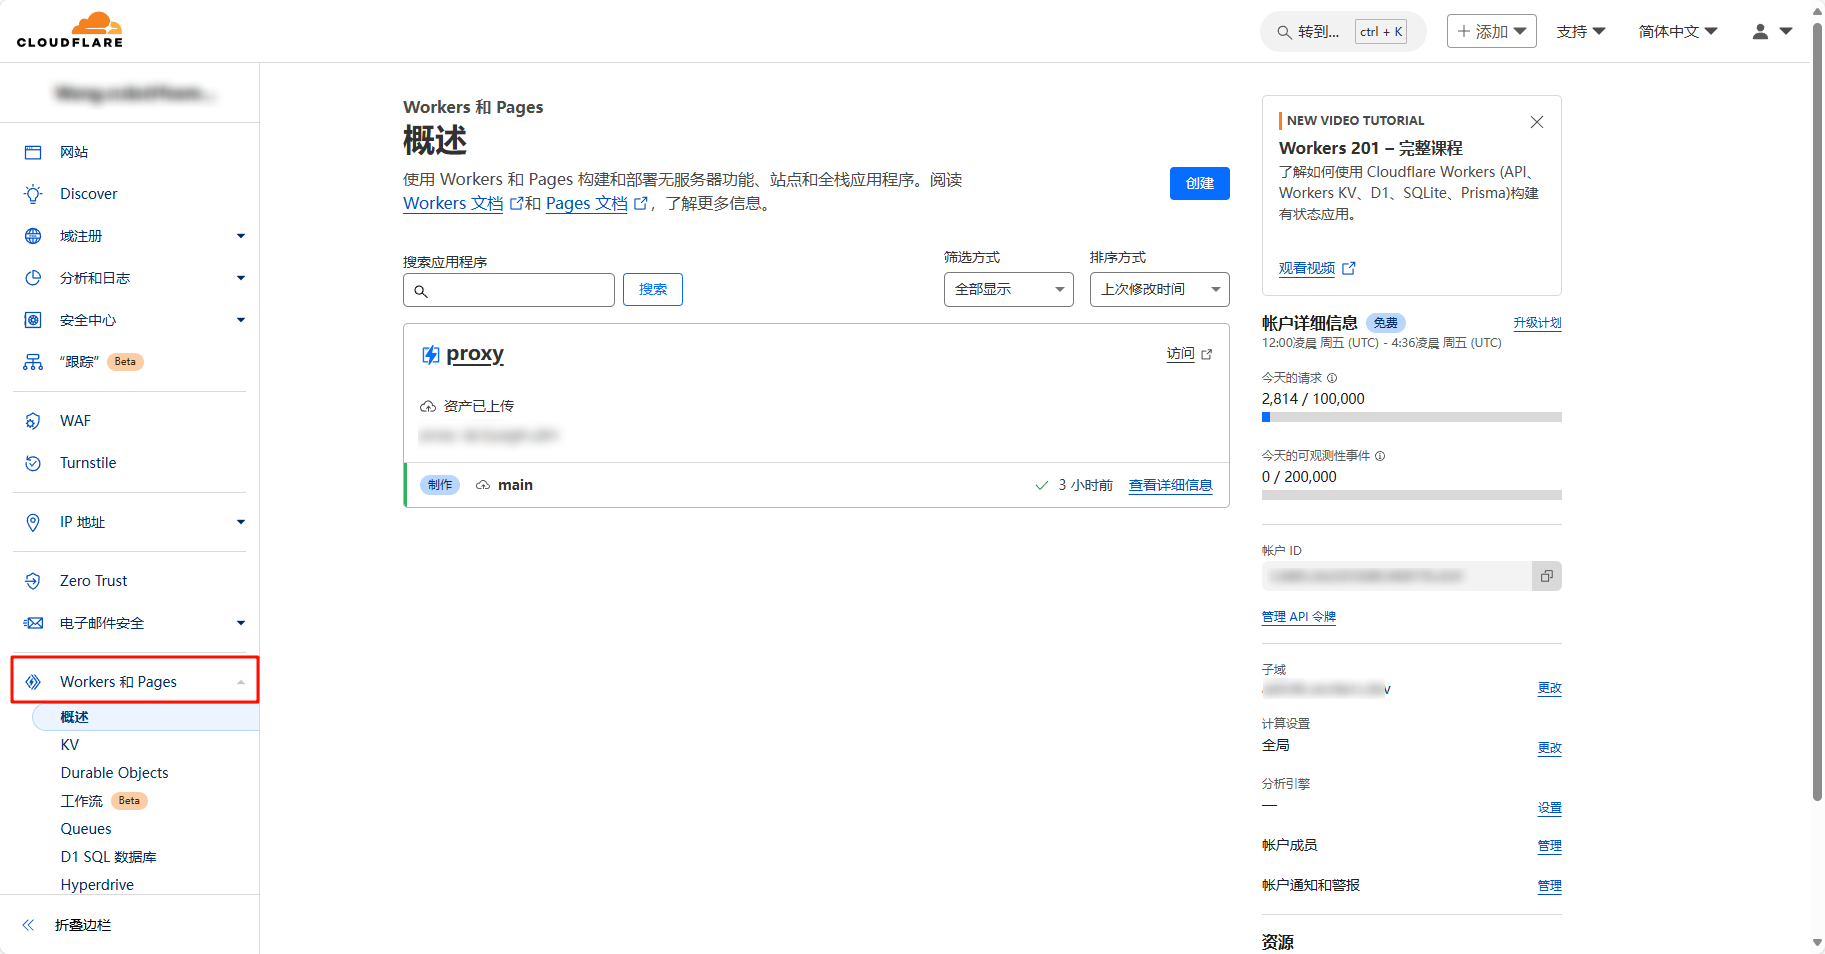 CLOUDFLARE
转到... ctrl + K
添加
支持
简体中文
网站
Discover
域注册
分析和日志
安全中心
“跟踪” Beta
WAF
Turnstile
IP 地址
Zero Trust
电子邮件安全
Workers 和 Pages
概述
KV
Durable Objects
工作流 Beta
Queues
D1 SQL 数据库
Hyperdrive
折叠边栏
Workers 和 Pages
概述
使用 Workers 和 Pages 构建和部署无服务器功能、站点和全栈应用程序。阅读
Workers 文档 和 Pages 文档 ，了解更多信息。
创建
搜索应用程序
搜索
筛选方式
全部显示
排序方式
上次修改时间
proxy
访问
资产已上传
制作 main
3 小时前 查看详细信息
NEW VIDEO TUTORIAL
Workers 201 – 完整课程
了解如何使用 Cloudflare Workers (API、
Workers KV、D1、SQLite、Prisma)构建
有状态应用。
观看视频
帐户详细信息 免费 升级计划
12:00凌晨 周五 (UTC) - 4:36凌晨 周五 (UTC)
今天的请求
2,814 / 100,000
今天的可观测性事件
0 / 200,000
帐户 ID
管理 API 令牌
子域
更改
计算设置
全局 更改
分析引擎
— 设置
帐户成员 管理
帐户通知和警报 管理
资源